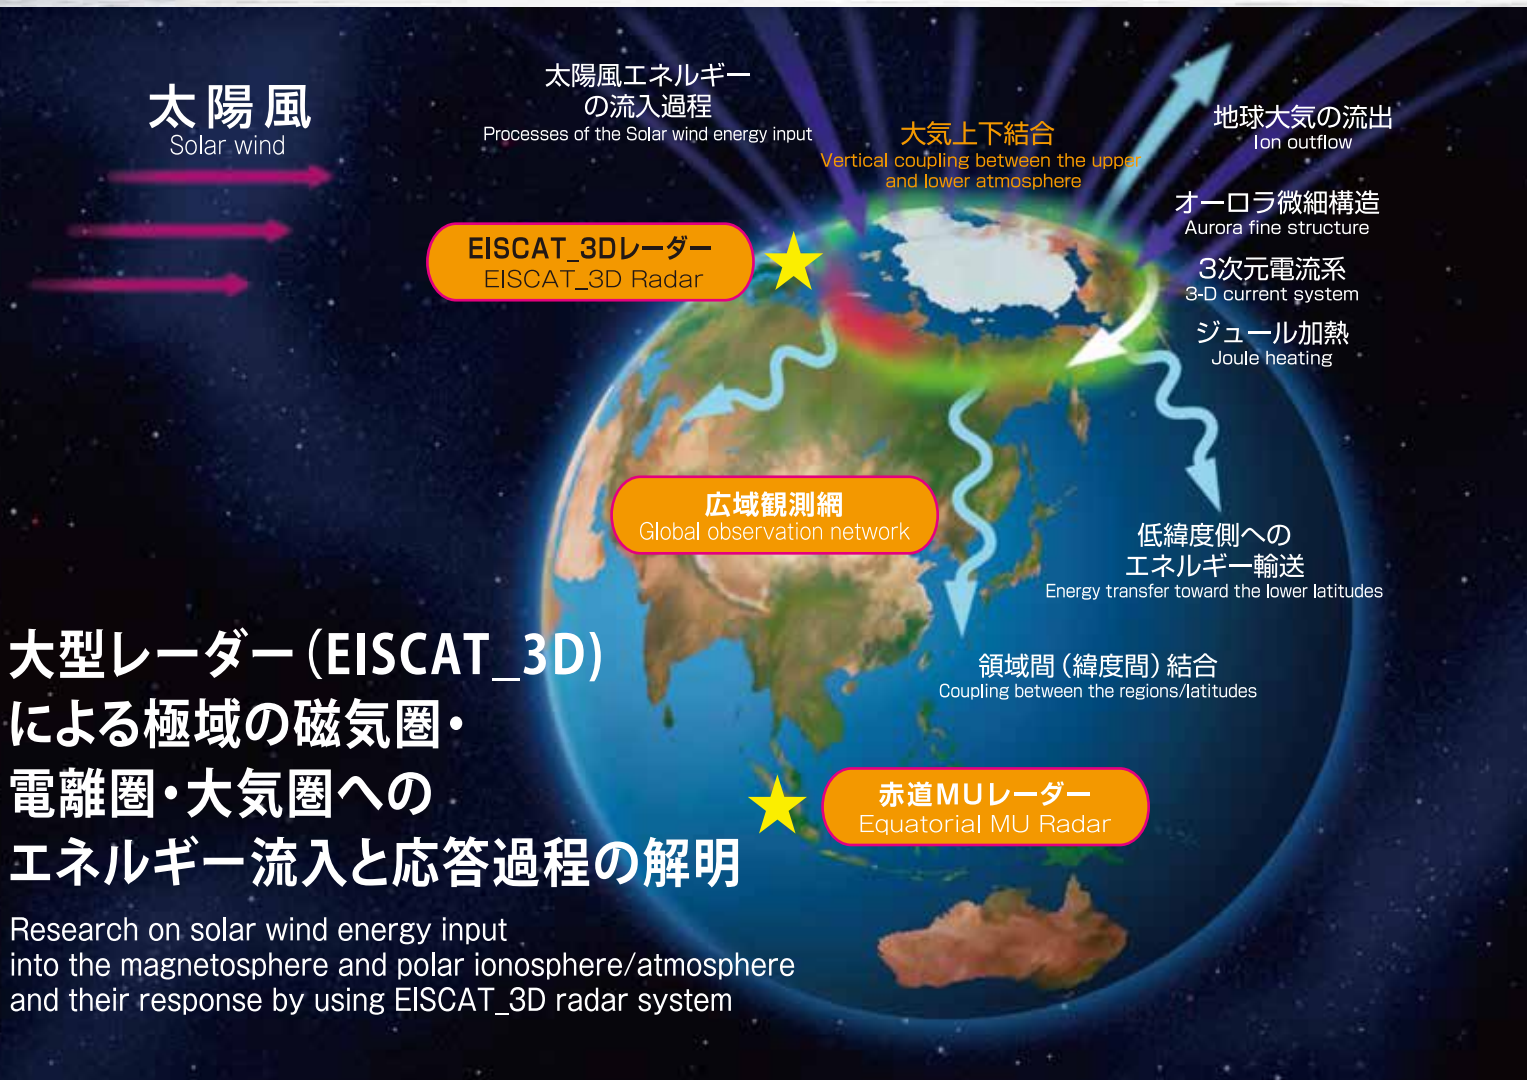 太陽風
Solar wind
太陽風エネルギー
の流入過程
Processes of the Solar wind energy input
大気上下結合
Vertical coupling between the upper
and lower atmosphere
地球大気の流出
Ion outflow
オーロラ微細構造
Aurora fine structure
3次元電流系
3-D current system
ジュール加熱
Joule heating
EISCAT_3Dレーダー
EISCAT_3D Radar
広域観測網
Global observation network
低緯度側への
エネルギー輸送
Energy transfer toward the lower latitudes
領域間(緯度間)結合
Coupling between the regions/latitudes
赤道MUレーダー
Equatorial MU Radar
大型レーダー(EISCAT_3D)
による極域の磁気圏・
電離圏・大気圏への
エネルギー流入と応答過程の解明
Research on solar wind energy input
into the magnetosphere and polar ionosphere/atmosphere
and their response by using EISCAT_3D radar system